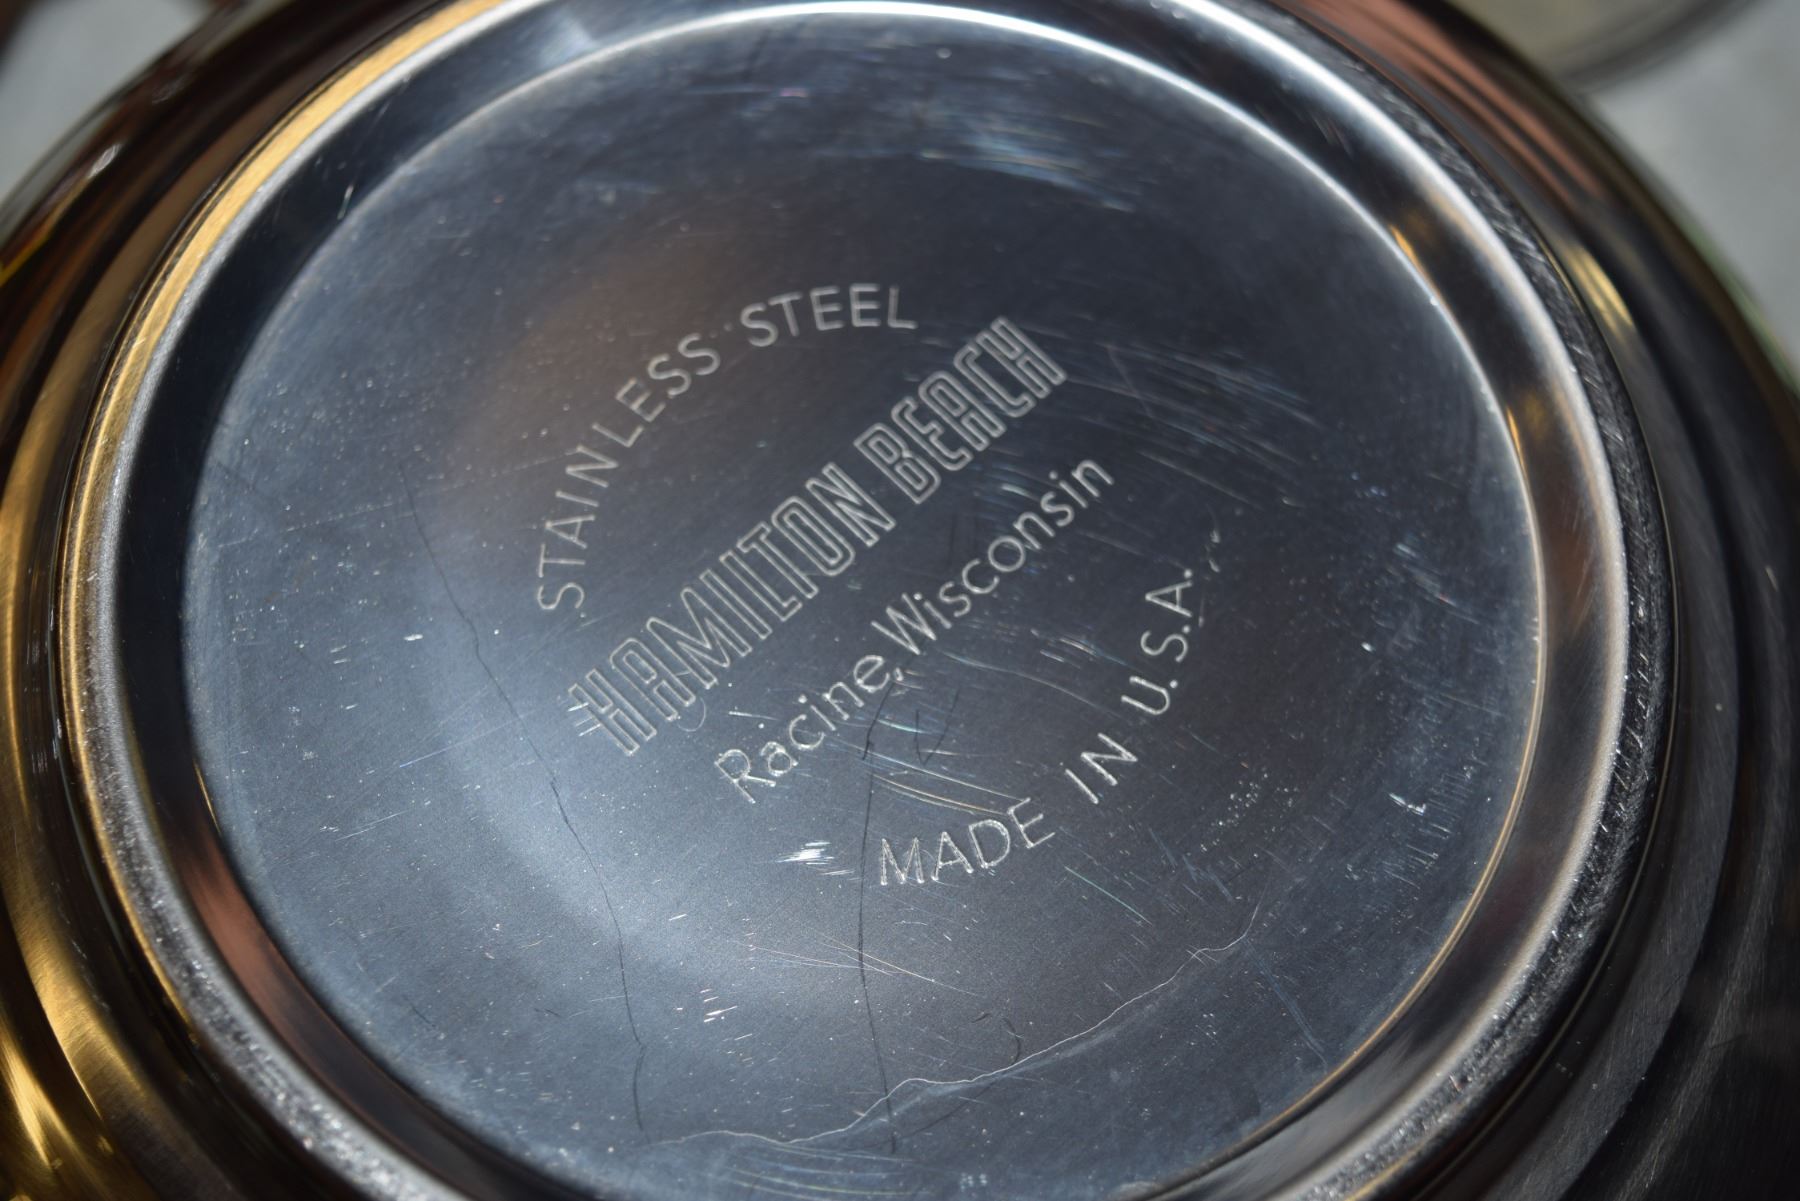 STAINLESS STEEL
HAMILTON BEACH
Racine, Wisconsin
MADE IN U.S.A.